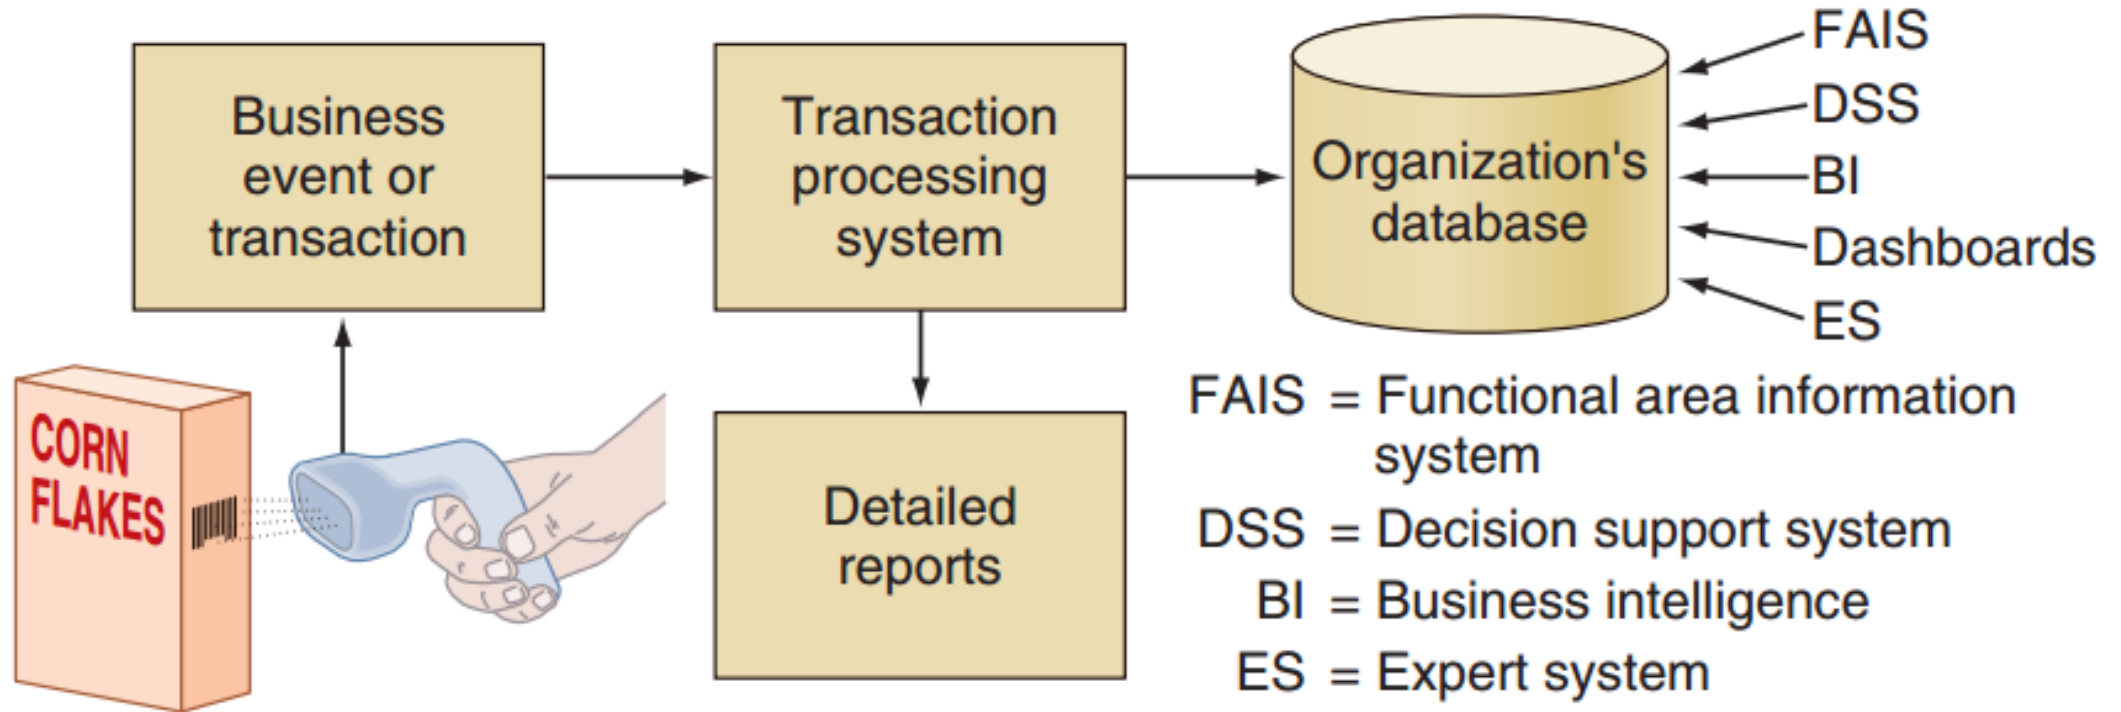 Business
event or
transaction
Transaction
processing
system
Organization's
database
FAIS
DSS
BI
Dashboards
ES
CORN
FLAKES
Detailed
reports
FAIS = Functional area information
system
DSS = Decision support system
BI = Business intelligence
ES = Expert system